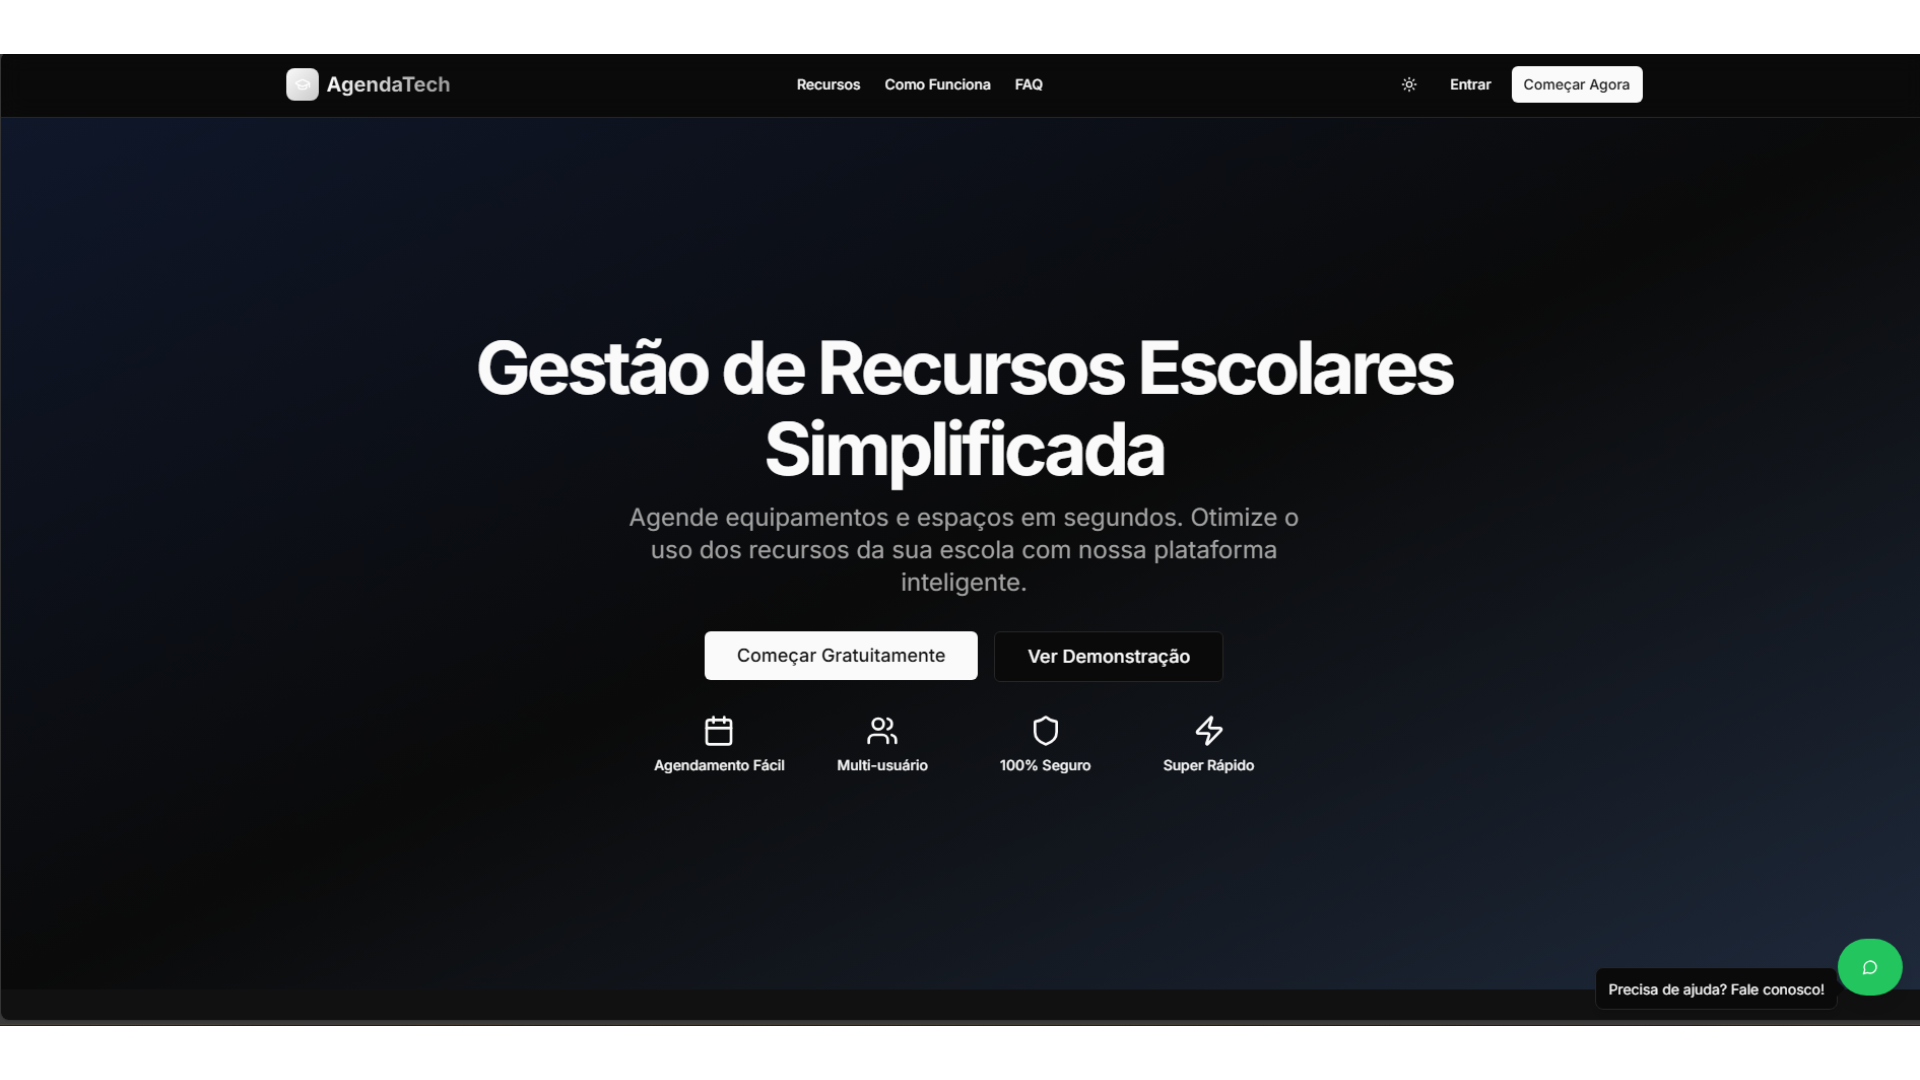 AgendaTech
Recursos
Como Funciona
FAQ
Entrar
Começar Agora
Gestão de Recursos Escolares
Simplificada
Agende equipamentos e espaços em segundos. Otimize o
uso dos recursos da sua escola com nossa plataforma
inteligente.
Começar Gratuitamente
Ver Demonstração
Agendamento Fácil
Multi-usuário
100% Seguro
Super Rápido
Precisa de ajuda? Fale conosco!